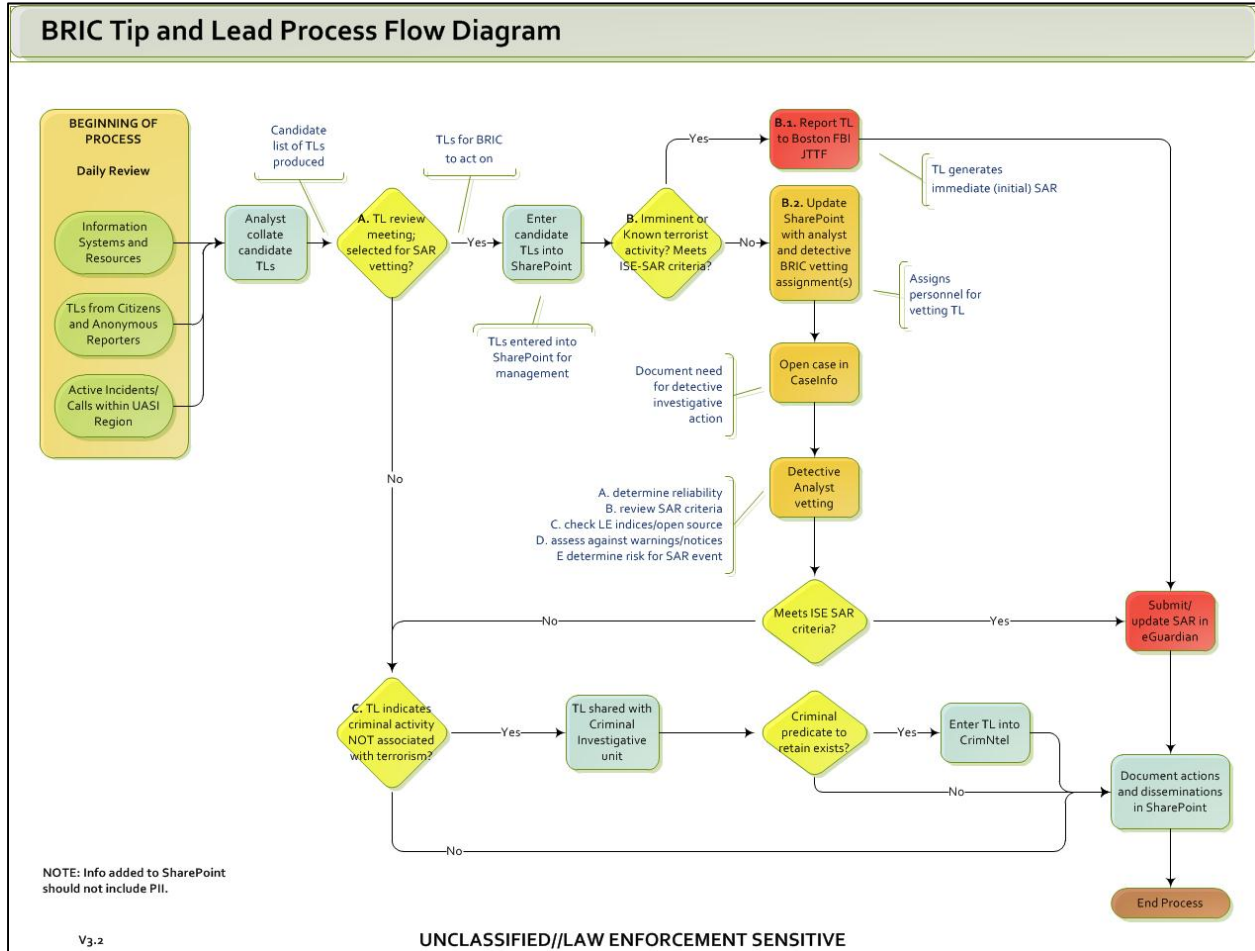 BRIC Tip and Lead Process Flow Diagram
BEGINNING OF
PROCESS
Daily Review
Information
Systems and
Resources
TLs from Citizens
and Anonymous
Reporters
Active Incidents/
Calls within UASI
Region
Analyst
collate
candidate
TLs
Candidate
list of TLs
produced
A. TL review
meeting;
selected for SAR
vetting?
TLs for BRIC
to act on
Yes
Enter
candidate
TLs into
SharePoint
TLs entered into
SharePoint for
management
B. Imminent or
Known terrorist
activity? Meets
ISE-SAR criteria?
Yes
B.1. Report TL
to Boston FBI
JTTF
TL generates
immediate (initial) SAR
No
B.2. Update
SharePoint
with analyst
and detective
BRIC vetting
assignment(s)
Assigns
personnel for
vetting TL
Open case in
CaseInfo
Document need
for detective
investigative
action
Detective
Analyst
vetting
A. determine reliability
B. review SAR criteria
C. check LE indices/open source
D. assess against warnings/notices
E determine risk for SAR event
No
Meets ISE SAR
criteria?
No
Yes
Submit/
update SAR in
eGuardian
C. TL indicates
criminal activity
NOT associated
with terrorism?
Yes
TL shared with
Criminal
Investigative
unit
Criminal
predicate to
retain exists?
Yes
Enter TL into
CrimNtel
No
No
Document actions
and disseminations
in SharePoint
End Process
NOTE: Info added to SharePoint
should not include PII.
V3.2
UNCLASSIFIED//LAW ENFORCEMENT SENSITIVE